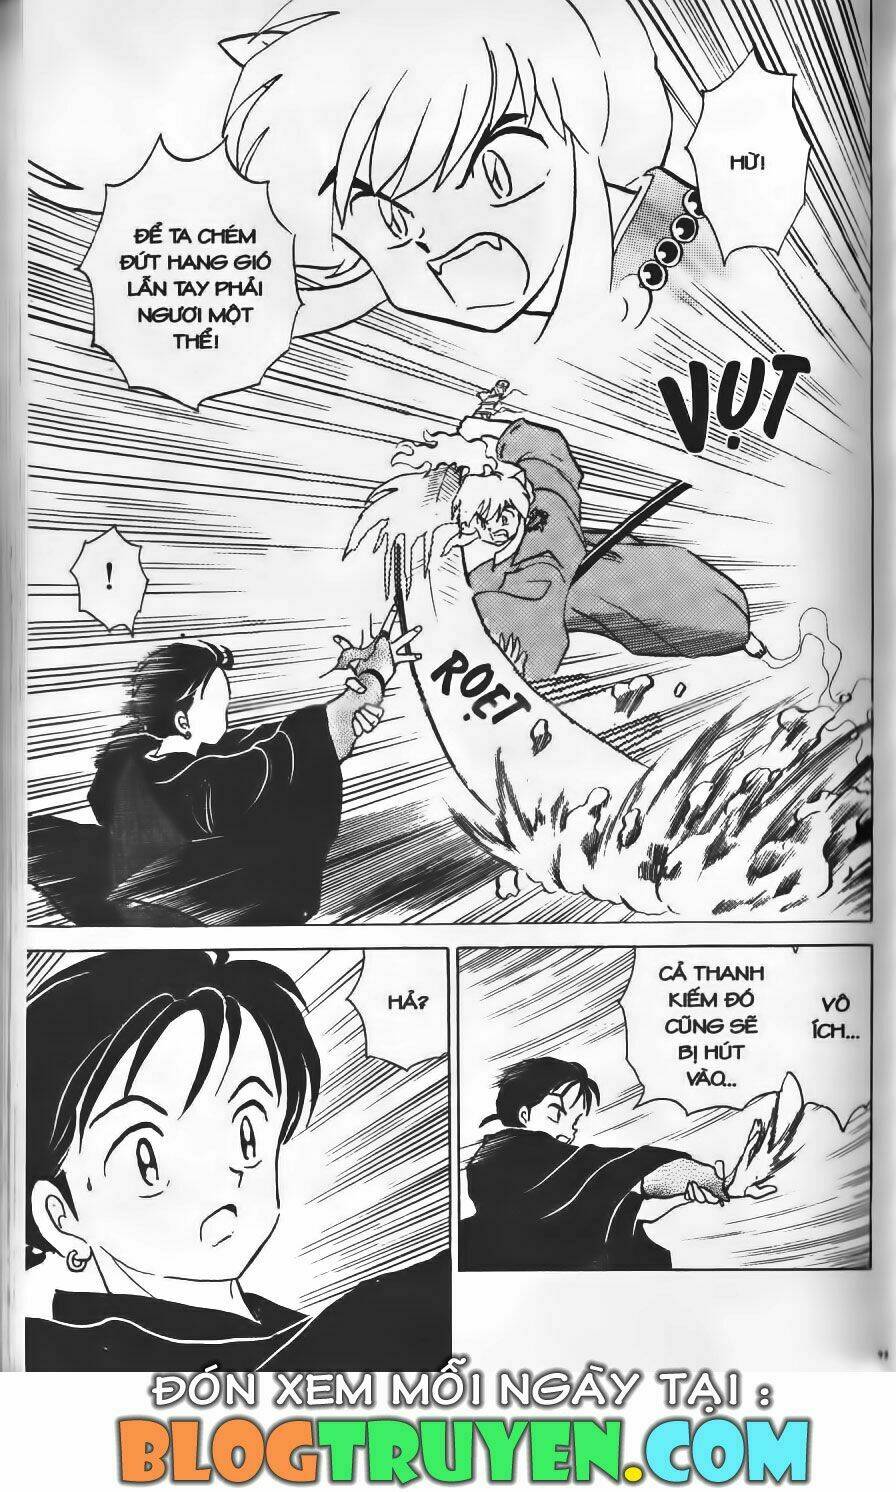 HỪ!
ĐỂ TA CHÉM
ĐỨT HANG GIÓ
LẪN TAY PHẢI
NGƯƠI MỘT
THỂ!
VỤT
!
ROẸT
VÔ
ÍCH...
CẢ THANH
KIẾM ĐÓ
CŨNG SẼ
BỊ HÚT
VÀO...
HẢ?
ĐÓN XEM MỖI NGÀY TẠI :
BLOGTRUYEN.COM